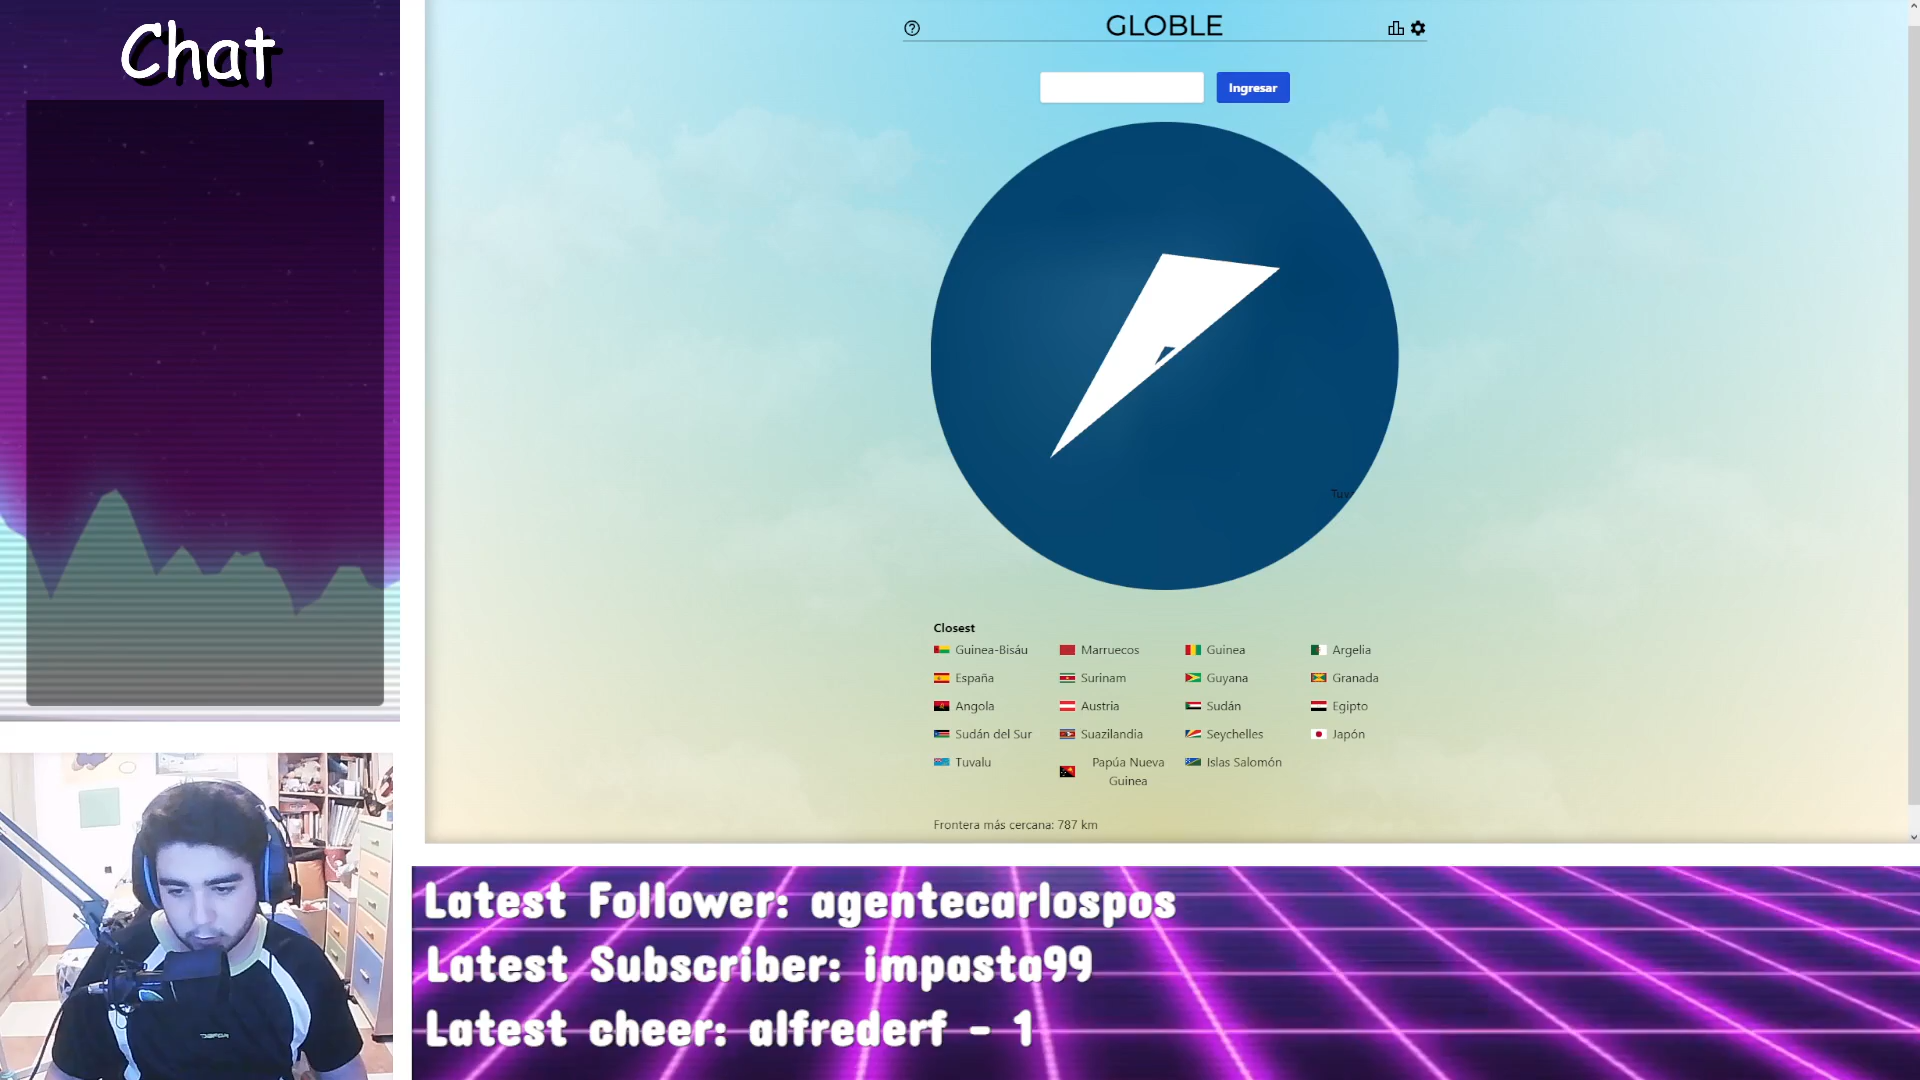 Chat
GLOBLE
Ingresar
Closest
Guinea-Bisáu
Marruecos
Guinea
Argelia
España
Surinam
Guyana
Granada
Angola
Austria
Sudán
Egipto
Sudán del Sur
Suazilandia
Seychelles
Japón
Tuvalu
Papúa Nueva
Guinea
Islas Salomón
Frontera más cercana: 787 km
Latest Follower: agentecarlospos
Latest Subscriber: impasta99
Latest cheer: alfrederf - 1